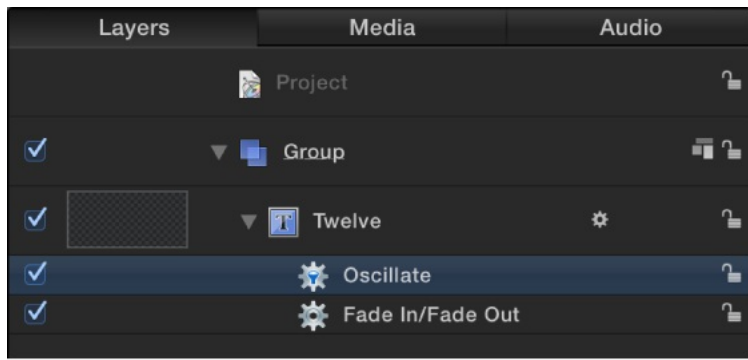 Layers Media Audio
Project
Group
Twelve
Oscillate
Fade In/Fade Out